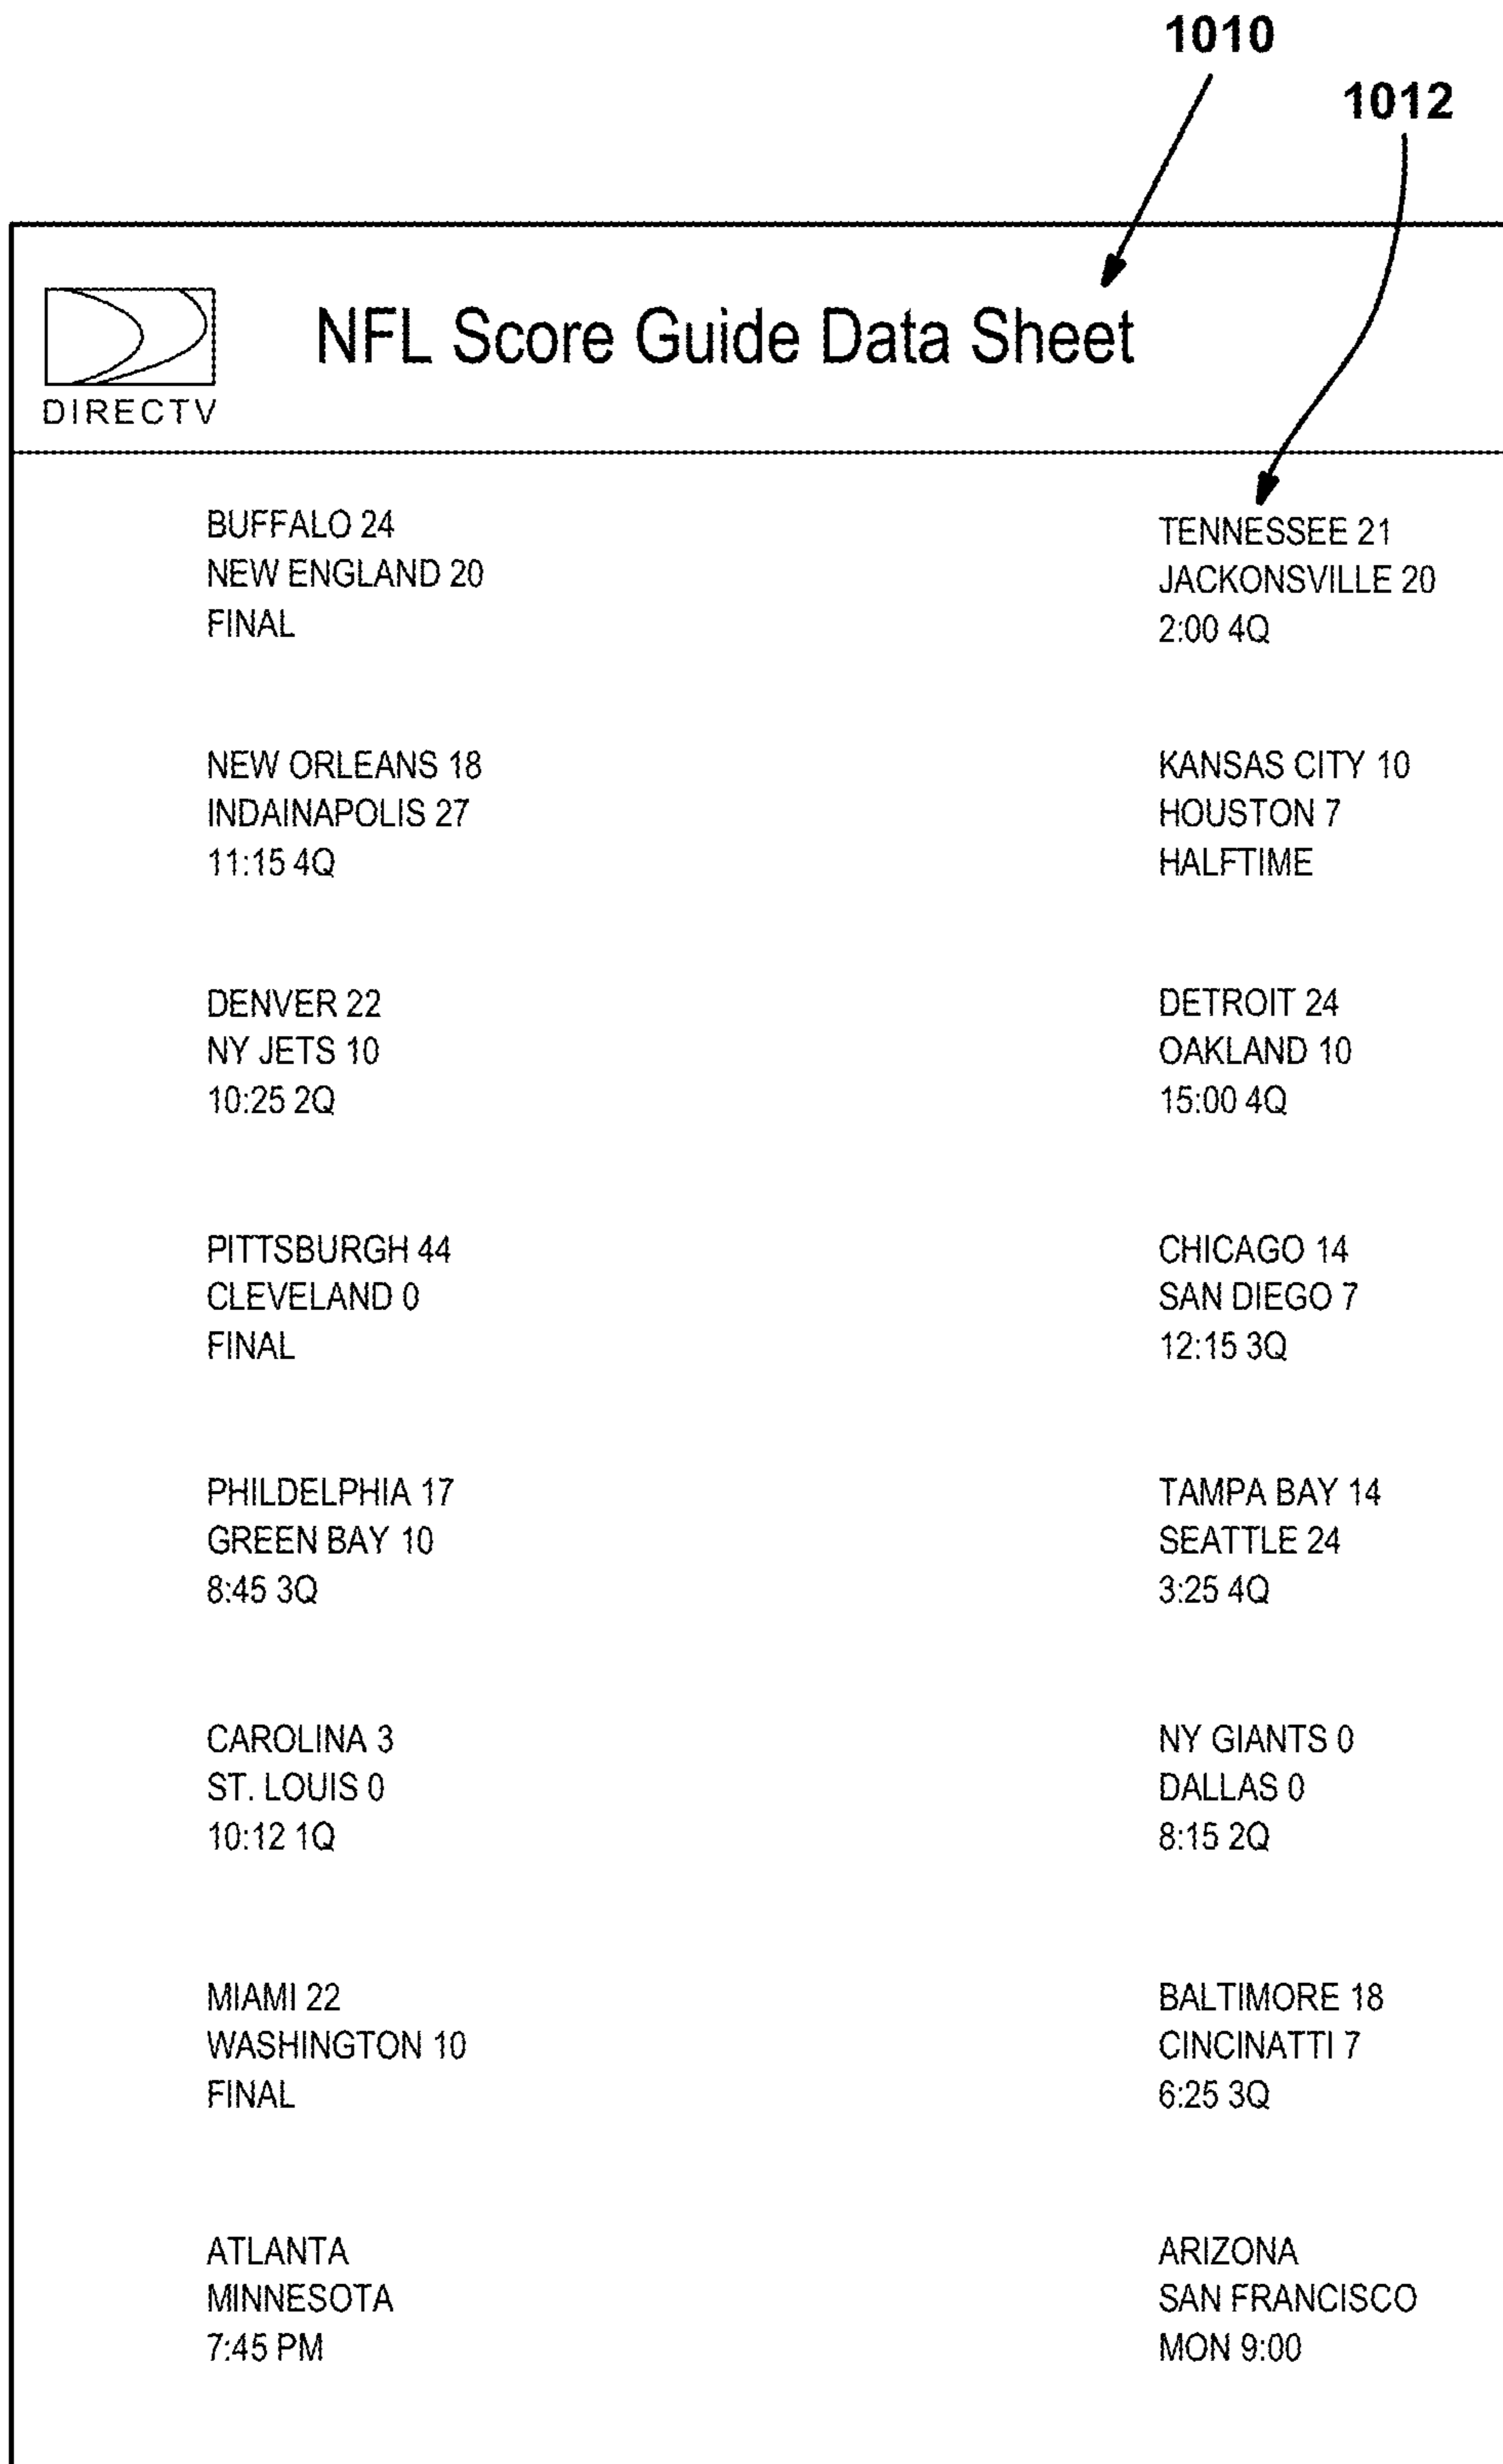 1010
1012
NFL Score Guide Data Sheet
DIRECTV
BUFFALO 24
NEW ENGLAND 20
FINAL
TENNESSEE 21
JACKONSVILLE 20
2:00 4Q
NEW ORLEANS 18
INDAINAPOLIS 27
11:15 4Q
KANSAS CITY 10
HOUSTON 7
HALFTIME
DENVER 22
NY JETS 10
10:25 2Q
DETROIT 24
OAKLAND 10
15:00 4Q
PITTSBURGH 44
CLEVELAND 0
FINAL
CHICAGO 14
SAN DIEGO 7
12:15 3Q
PHILDELPHIA 17
GREEN BAY 10
8:45 3Q
TAMPA BAY 14
SEATTLE 24
3:25 4Q
CAROLINA 3
ST. LOUIS 0
10:12 1Q
NY GIANTS 0
DALLAS 0
8:15 2Q
MIAMI 22
WASHINGTON 10
FINAL
BALTIMORE 18
CINCINATTI 7
6:25 3Q
ATLANTA
MINNESOTA
7:45 PM
ARIZONA
SAN FRANCISCO
MON 9:00